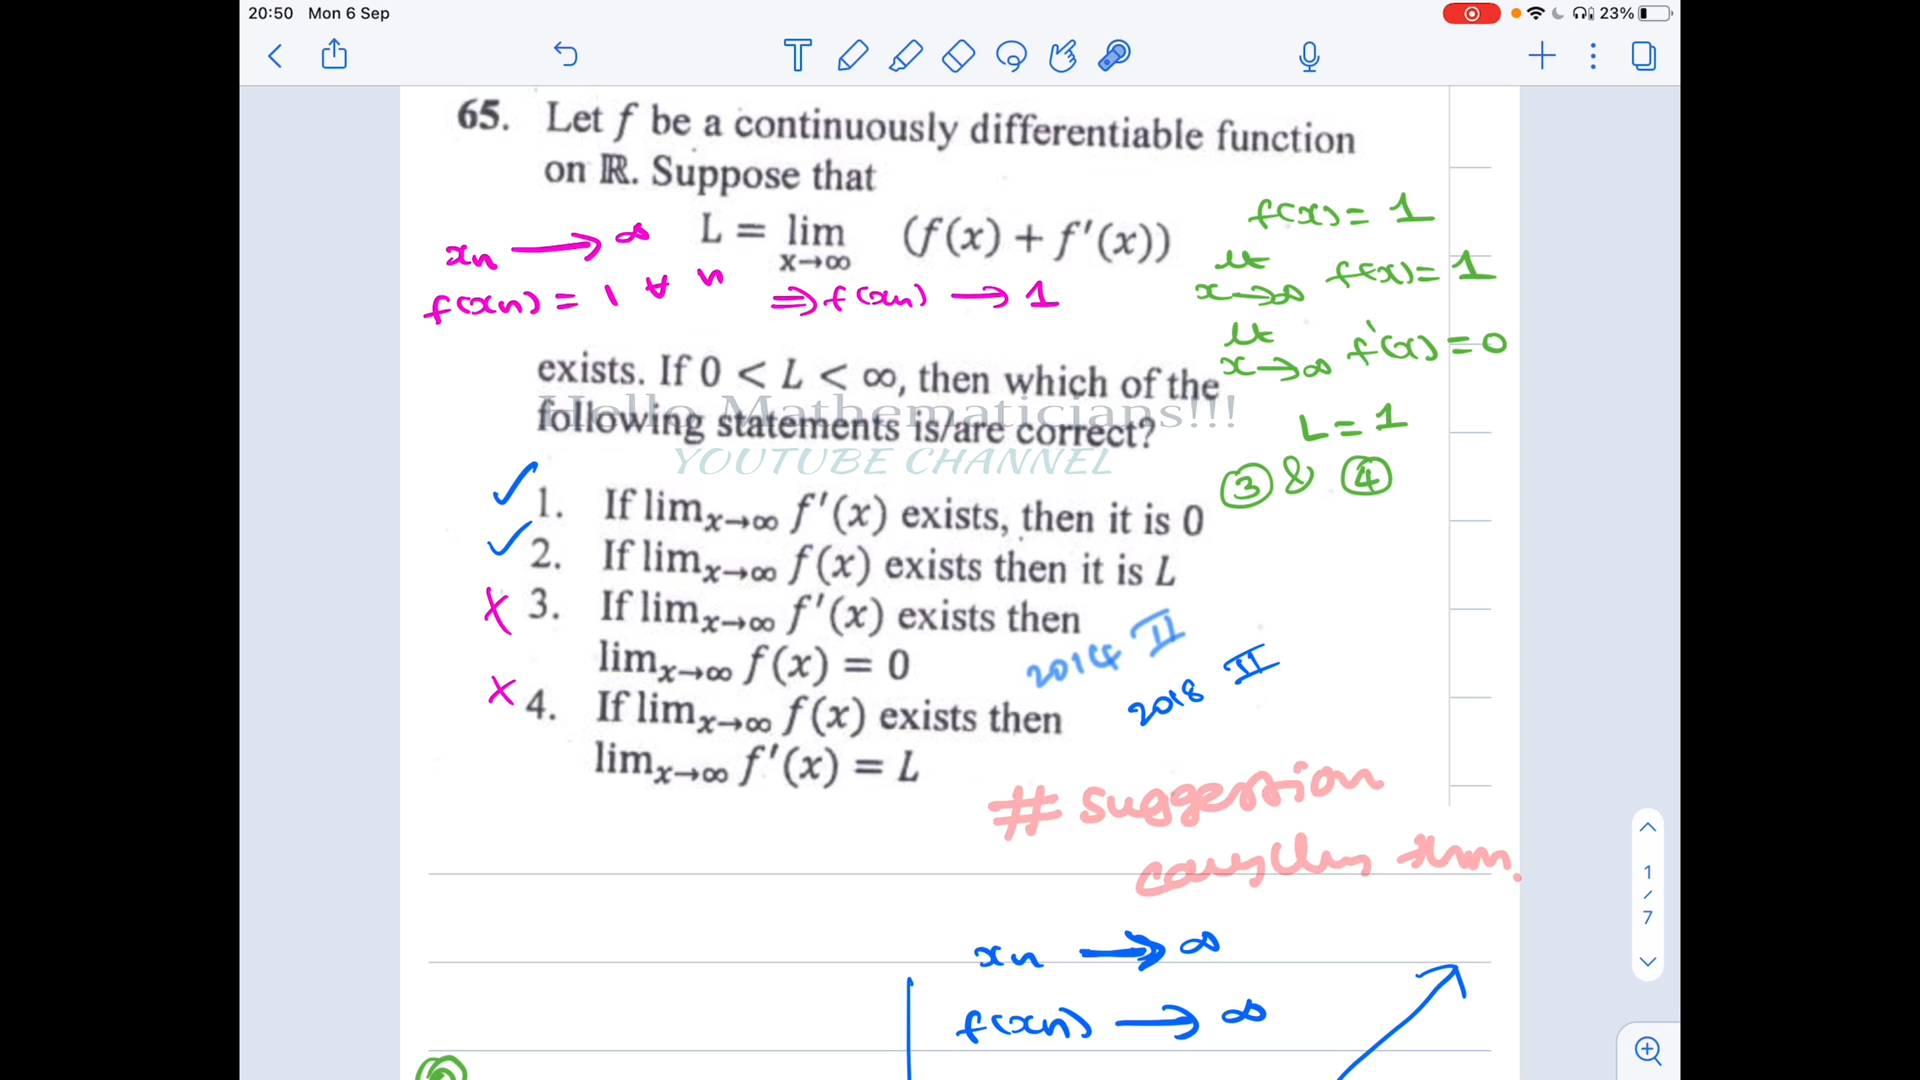 20:50 Mon 6 Sep
23%
65. Let f be a continuously differentiable function
on ℝ. Suppose that
L = lim x→∞ (f(x) + f′(x))
xn → ∞
f(xn) = 1 ∀ n ⇒ f(xn) → 1
f(x) = 1
lt x→∞ f(x) = 1
lt x→∞ f'(x) = 0
L = 1
③ & ④
exists. If 0 < L < ∞, then which of the
Hello Mathematicians!!!
following statements is/are correct?
YOUTUBE CHANNEL
✓ 1. If limx→∞ f′(x) exists, then it is 0
✓ 2. If limx→∞ f(x) exists then it is L
X 3. If limx→∞ f′(x) exists then
limx→∞ f(x) = 0
2014 II
2018 II
X 4. If limx→∞ f(x) exists then
limx→∞ f′(x) = L
# suggestion
xn → ∞
f(xn) → ∞
1
/
7